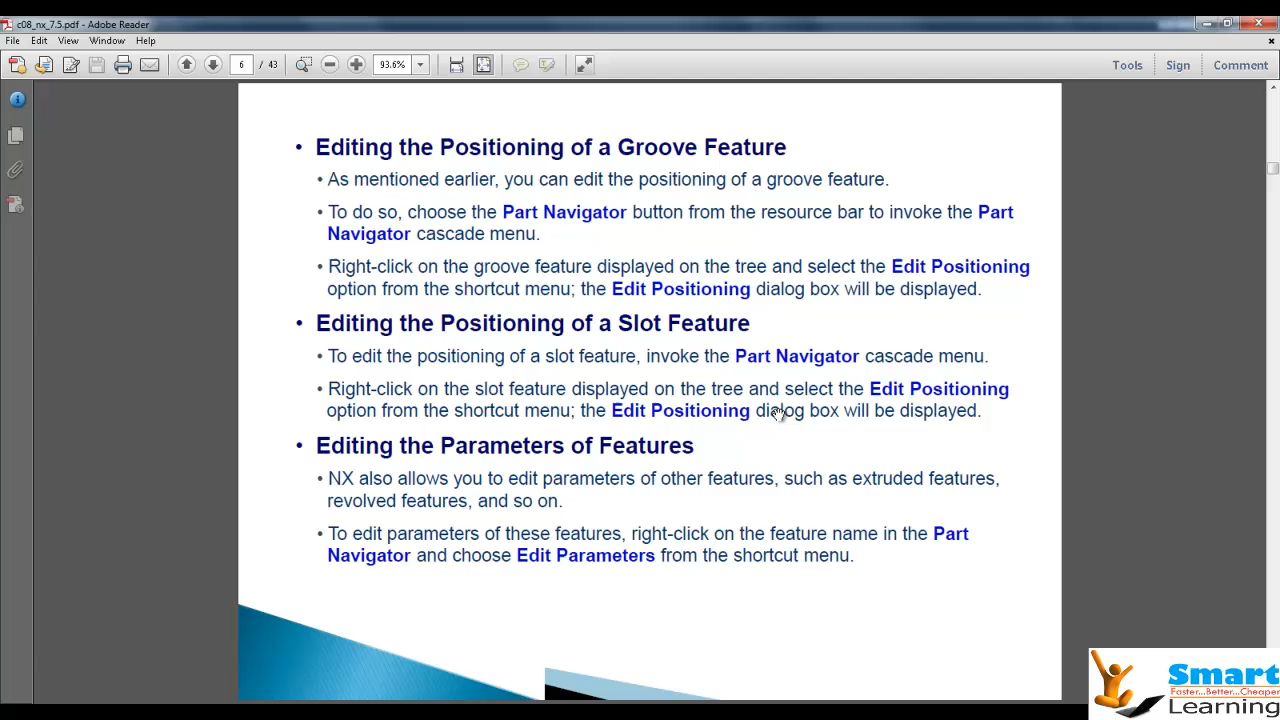 c08_nx_7.5.pdf - Adobe Reader
File Edit View Window Help
6 / 43 93.6% Tools Sign Comment
• Editing the Positioning of a Groove Feature
• As mentioned earlier, you can edit the positioning of a groove feature.
• To do so, choose the Part Navigator button from the resource bar to invoke the Part
Navigator cascade menu.
• Right-click on the groove feature displayed on the tree and select the Edit Positioning
option from the shortcut menu; the Edit Positioning dialog box will be displayed.
• Editing the Positioning of a Slot Feature
• To edit the positioning of a slot feature, invoke the Part Navigator cascade menu.
• Right-click on the slot feature displayed on the tree and select the Edit Positioning
option from the shortcut menu; the Edit Positioning dialog box will be displayed.
• Editing the Parameters of Features
• NX also allows you to edit parameters of other features, such as extruded features,
revolved features, and so on.
• To edit parameters of these features, right-click on the feature name in the Part
Navigator and choose Edit Parameters from the shortcut menu.
Smart
Faster...Better...Cheaper
Learning